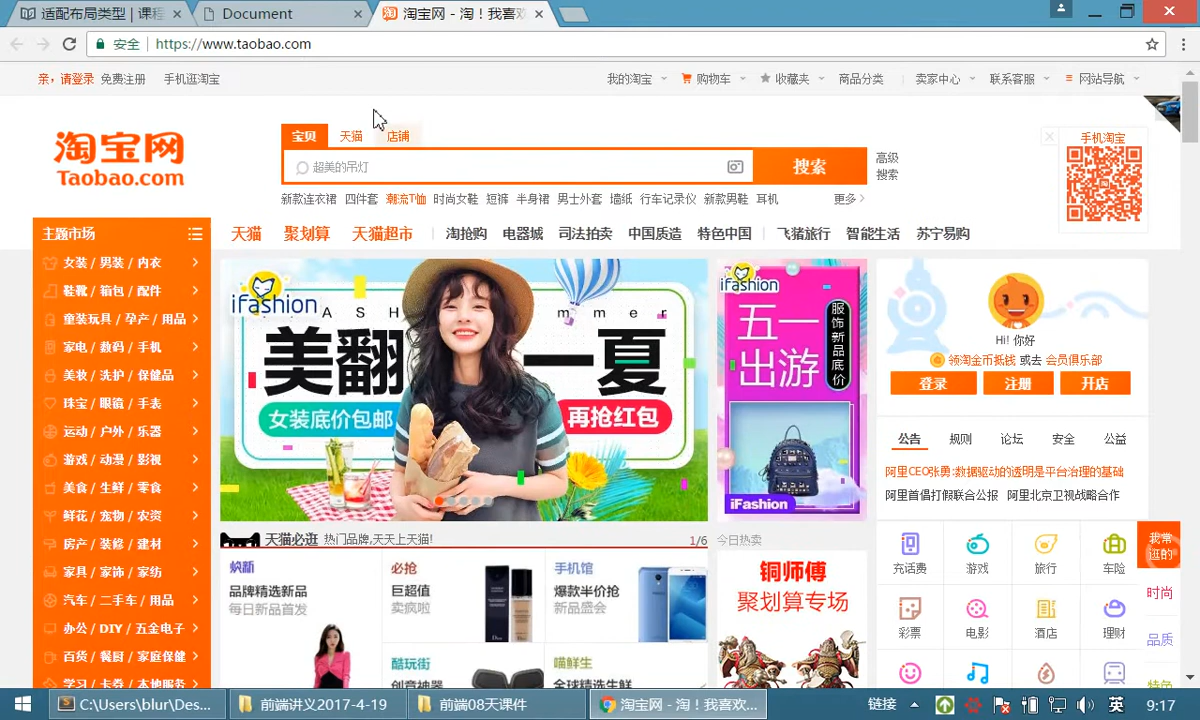 适配布局类型 | 课程
Document
淘宝网 - 淘！我喜欢
安全
https://www.taobao.com
亲，请登录 免费注册 手机逛淘宝
我的淘宝 购物车 收藏夹 商品分类 卖家中心 联系客服 网站导航
宝贝 天猫 店铺
淘宝网
Taobao.com
超美的吊灯
搜索
高级
搜索
手机淘宝
新款连衣裙 四件套 潮流T恤 时尚女鞋 短裤 半身裙 男士外套 墙纸 行车记录仪 新款男鞋 耳机 更多
主题市场
天猫 聚划算 天猫超市 淘抢购 电器城 司法拍卖 中国质造 特色中国 飞猪旅行 智能生活 苏宁易购
女装 / 男装 / 内衣
鞋靴 / 箱包 / 配件
童装玩具 / 孕产 / 用品
家电 / 数码 / 手机
美妆 / 洗护 / 保健品
珠宝 / 眼镜 / 手表
运动 / 户外 / 乐器
游戏 / 动漫 / 影视
美食 / 生鲜 / 零食
鲜花 / 宠物 / 农资
房产 / 装修 / 建材
家具 / 家饰 / 家纺
汽车 / 二手车 / 用品
办公 / DIY / 五金电子
百货 / 餐厨 / 家庭保健
学习 / 卡券 / 本地服务
iFashion
A S H
m m e r
美翻 一夏
女装底价包邮
再抢红包
iFashion
五一
出游
服饰新品底价
iFashion
Hi! 你好
领淘金币抵钱 或去 会员俱乐部
登录 注册 开店
公告 规则 论坛 安全 公益
阿里CEO张勇:数据驱动的透明是平台治理的基础
阿里首倡打假联合公报 阿里北京卫视战略合作
充话费 游戏 旅行 车险
彩票 电影 酒店 理财
我常
逛的
时尚
品质
特色
天猫必逛 热门品牌,天天上天猫!
1/6
今日热卖
焕新
品牌精选新品
每日新品首发
必抢
巨超值
卖疯啦
手机馆
爆款半价抢
新品盛会
酷玩街
创意神器
喵鲜生
全球精选生鲜
铜师傅
聚划算专场
C:\Users\blur\Des...
前端讲义2017-4-19
前端08天课件
淘宝网 - 淘！我喜欢...
链接
英
9:17